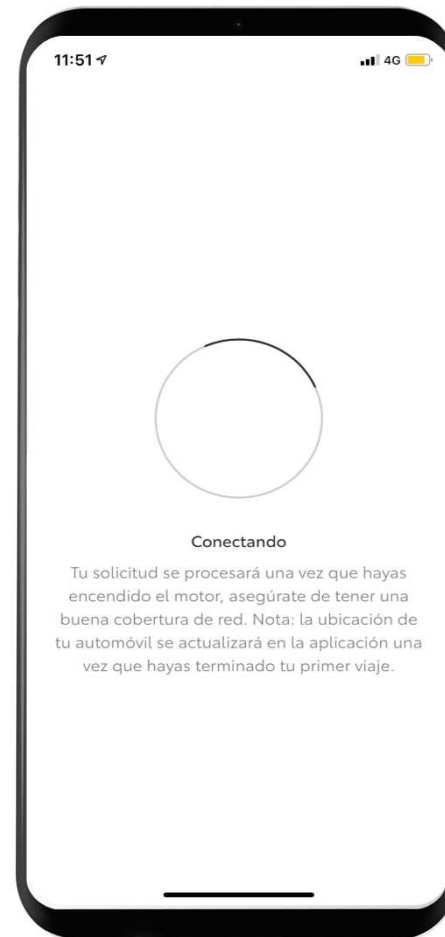 11:51 4G
Conectando
Tu solicitud se procesará una vez que hayas
encendido el motor, asegúrate de tener una
buena cobertura de red. Nota: la ubicación de
tu automóvil se actualizará en la aplicación una
vez que hayas terminado tu primer viaje.